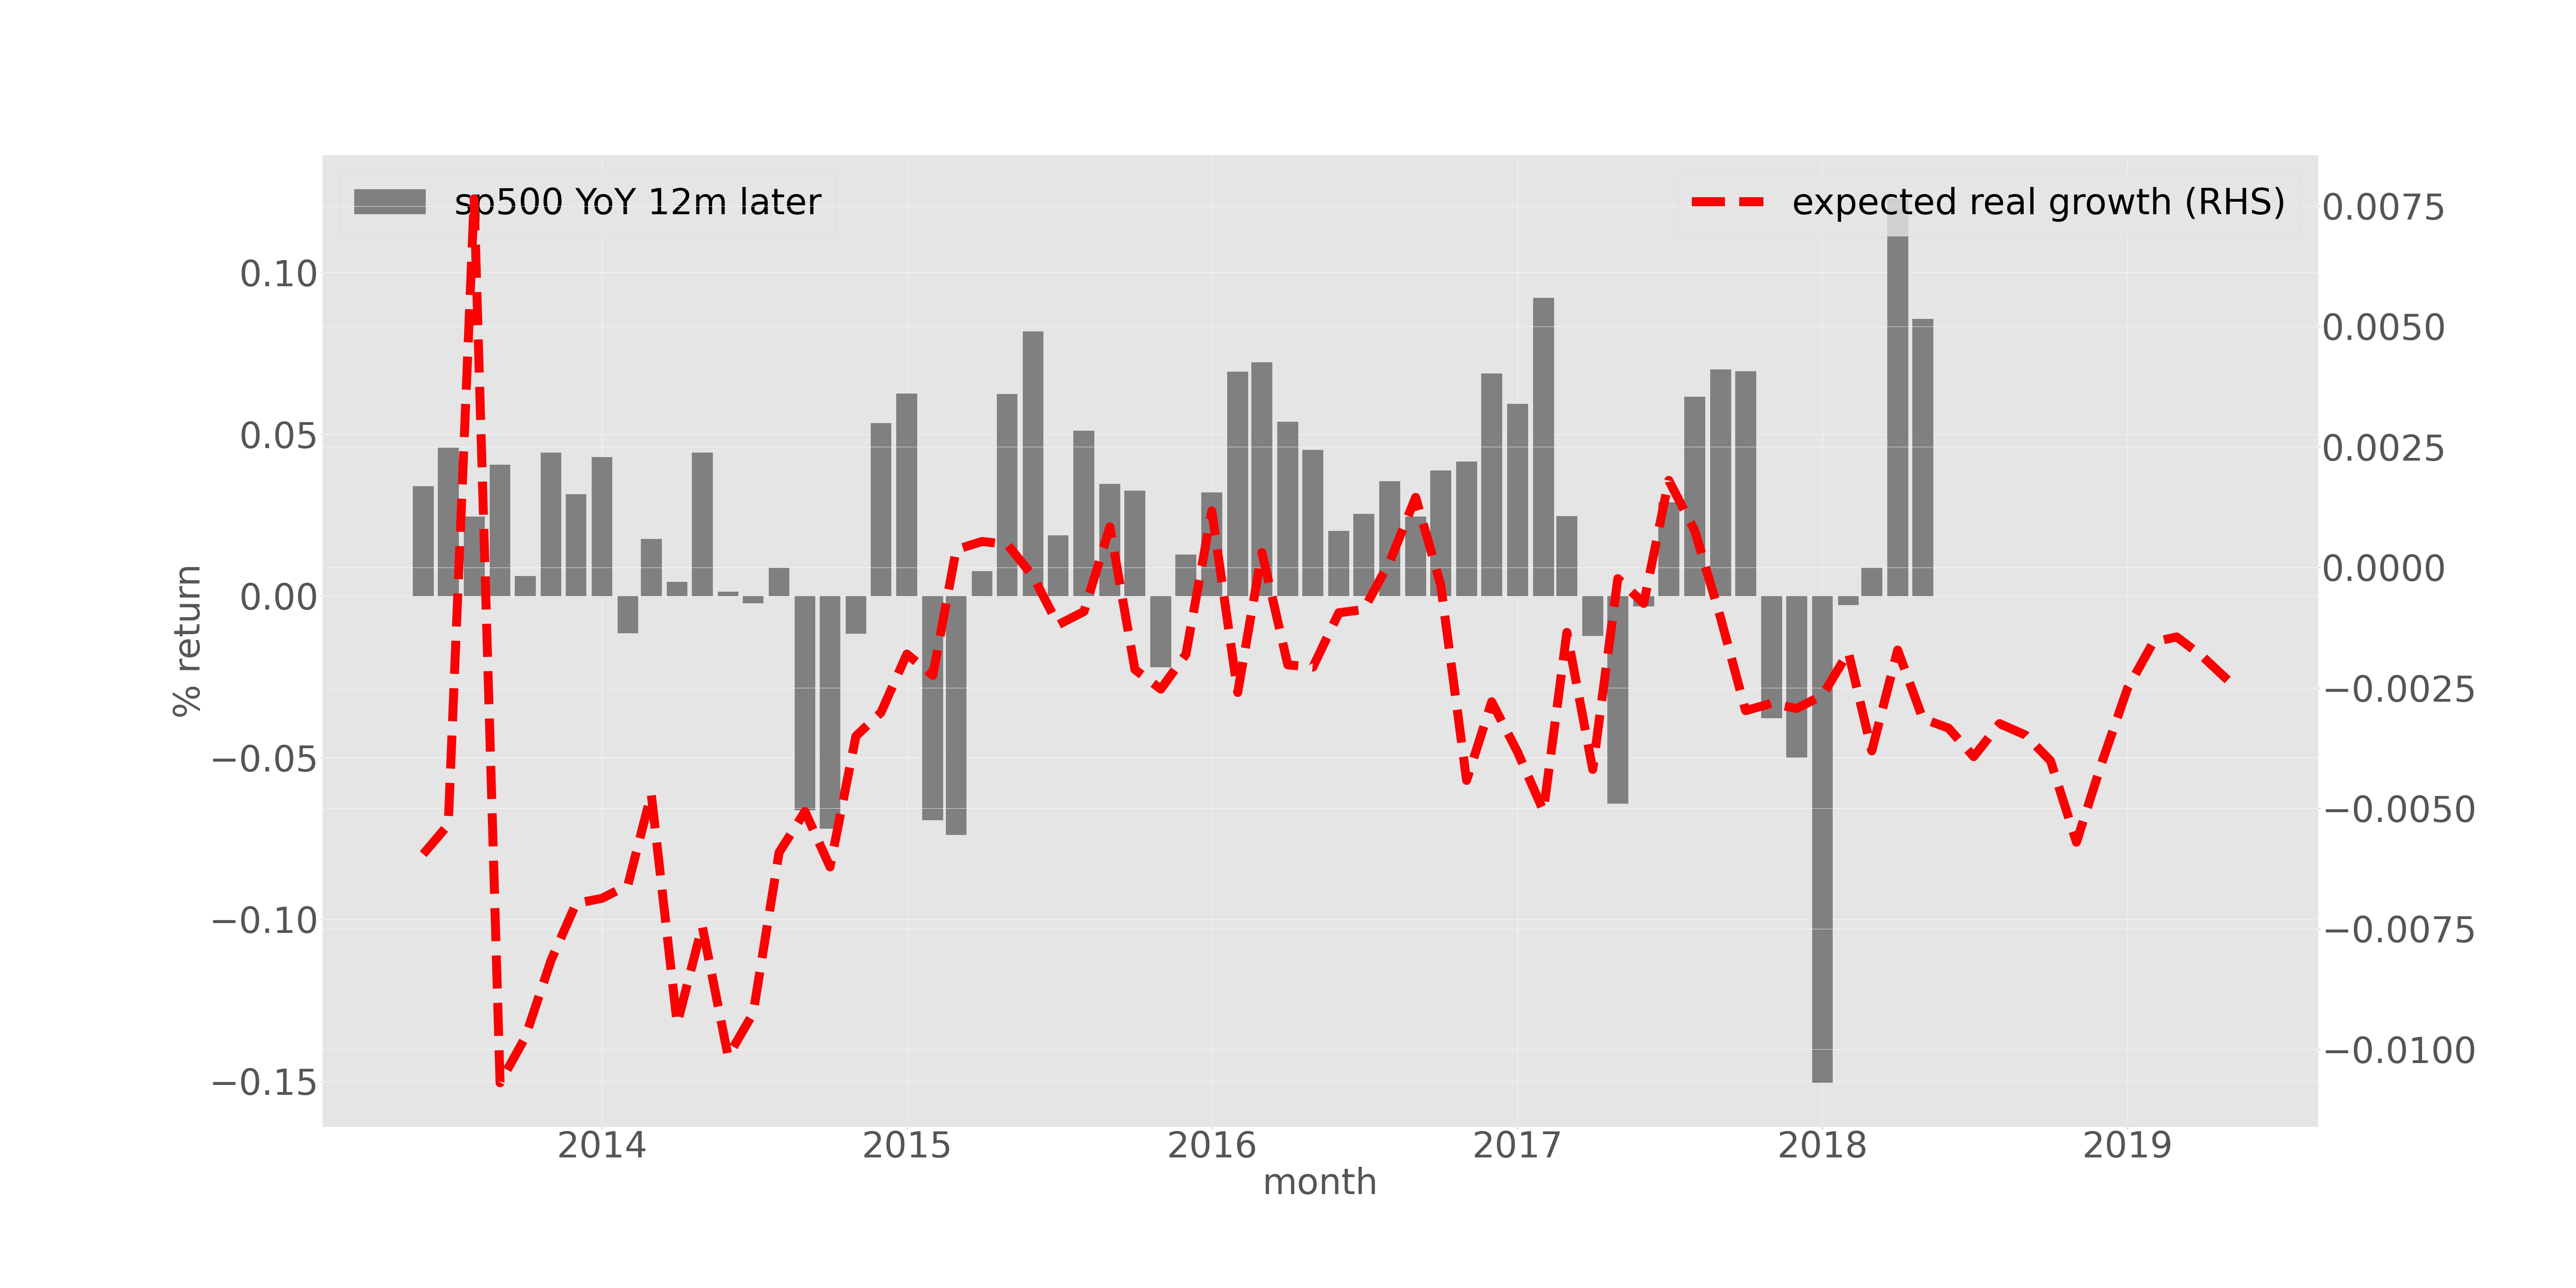 sp500 YoY 12m later
expected real growth (RHS)
0.10
0.05
0.00
−0.05
−0.10
−0.15
% return
0.0075
0.0050
0.0025
0.0000
−0.0025
−0.0050
−0.0075
−0.0100
2014 2015 2016 2017 2018 2019
month